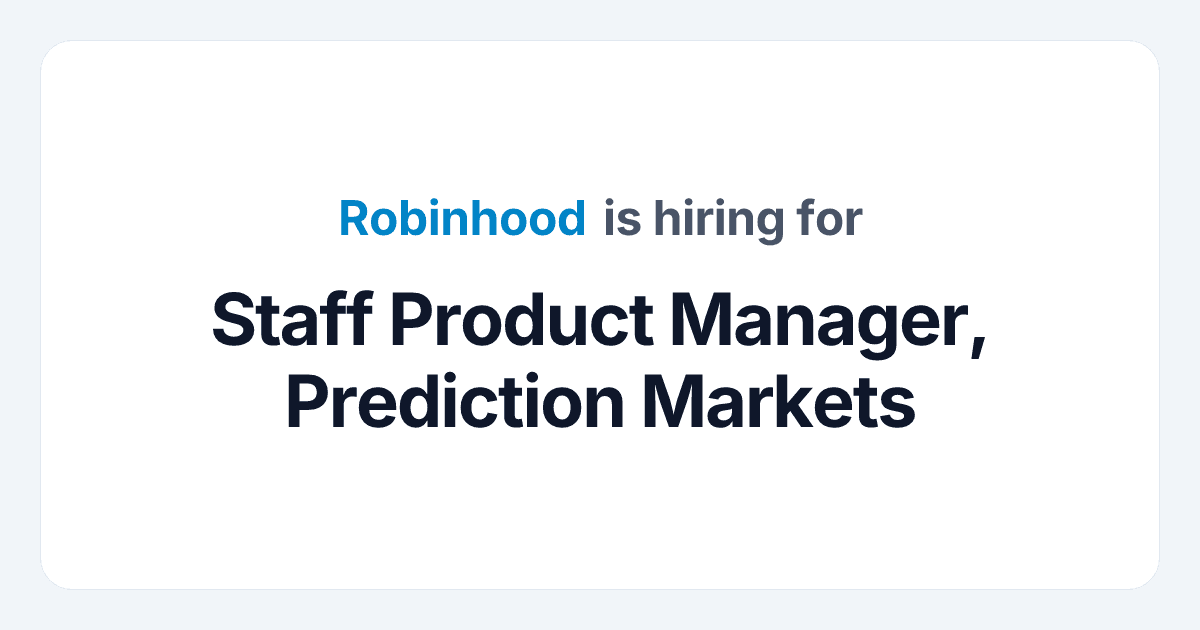 Robinhood is hiring for
Staff Product Manager,
Prediction Markets